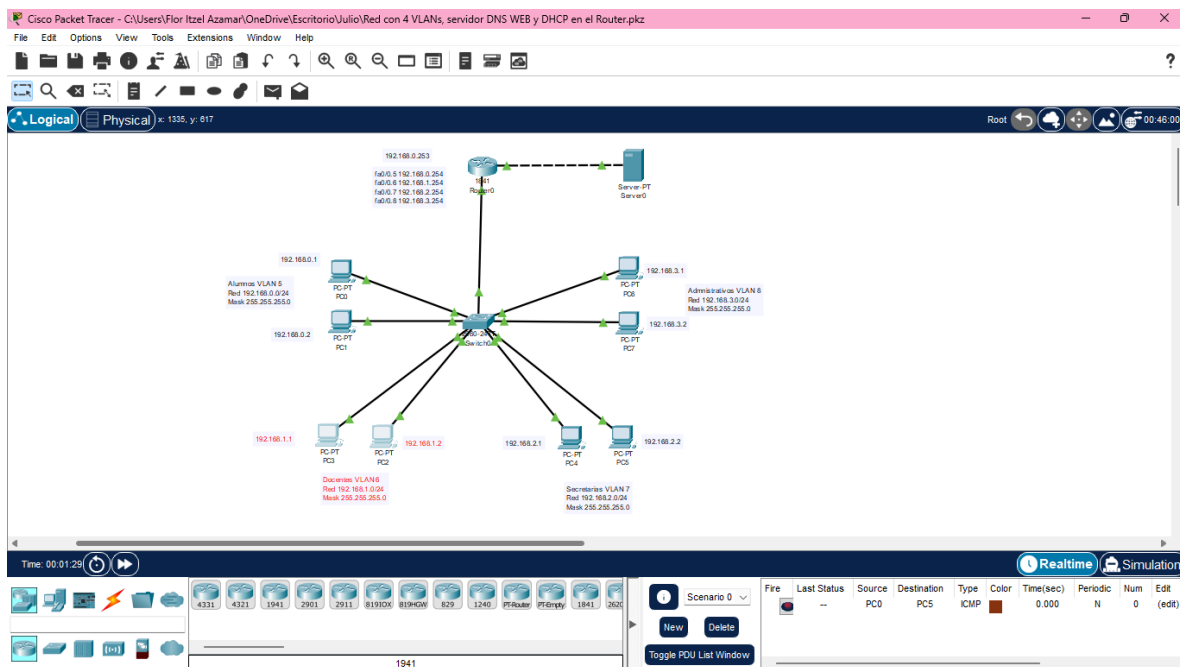 Cisco Packet Tracer - C:\Users\Flor Itzel Azamar\OneDrive\Escritorio\Julio\Red con 4 VLANs, servidor DNS WEB y DHCP en el Router.pkz
File Edit Options View Tools Extensions Window Help
?
Logical Physical x: 1335, y: 617
Root 00:46:00
192.168.0.253
fa0/0.5 192.168.0.254
fa0/0.6 192.168.1.254
fa0/0.7 192.168.2.254
fa0/0.8 192.168.3.254
1841
Router0
Server-PT
Server0
192.168.0.1
PC-PT
PC0
Alumnos VLAN 5
Red 192.168.0.0/24
Mask 255.255.255.0
192.168.0.2
PC-PT
PC1
192.168.3.1
PC-PT
PC6
Admnistrativos VLAN 8
Red 192.168.3.0/24
Mask 255.255.255.0
192.168.3.2
PC-PT
PC7
Switch0
192.168.1.1
PC-PT
PC3
192.168.1.2
PC-PT
PC2
192.168.2.1
PC-PT
PC4
192.168.2.2
PC-PT
PC5
Docentes VLAN 6
Red 192.168.1.0/24
Mask 255.255.255.0
Secretarias VLAN 7
Red 192.168.2.0/24
Mask 255.255.255.0
Time: 00:01:29
Realtime Simulation
4331 4321 1941 2901 2911 819IOX 819HGW 829 1240 PT-Router PT-Empty 1841
1941
Scenario 0
New Delete
Toggle PDU List Window
Fire Last Status Source Destination Type Color Time(sec) Periodic Num Edit
-- PC0 PC5 ICMP 0.000 N 0 (edit)